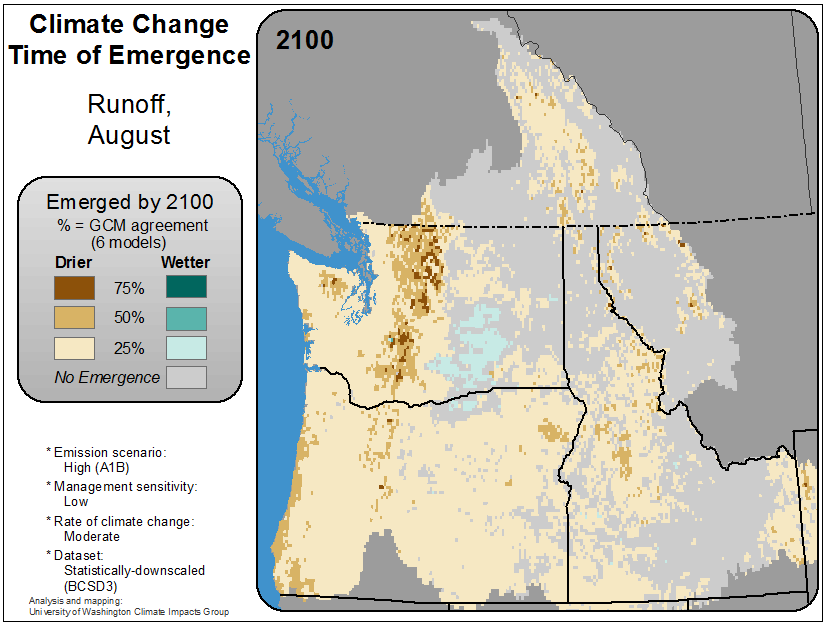 Climate Change
Time of Emergence
Runoff,
August
Emerged by 2100
% = GCM agreement
(6 models)
Drier Wetter
75%
50%
25%
No Emergence
* Emission scenario:
High (A1B)
* Management sensitivity:
Low
* Rate of climate change:
Moderate
* Dataset:
Statistically-downscaled
(BCSD3)
Analysis and mapping:
University of Washington Climate Impacts Group
2100